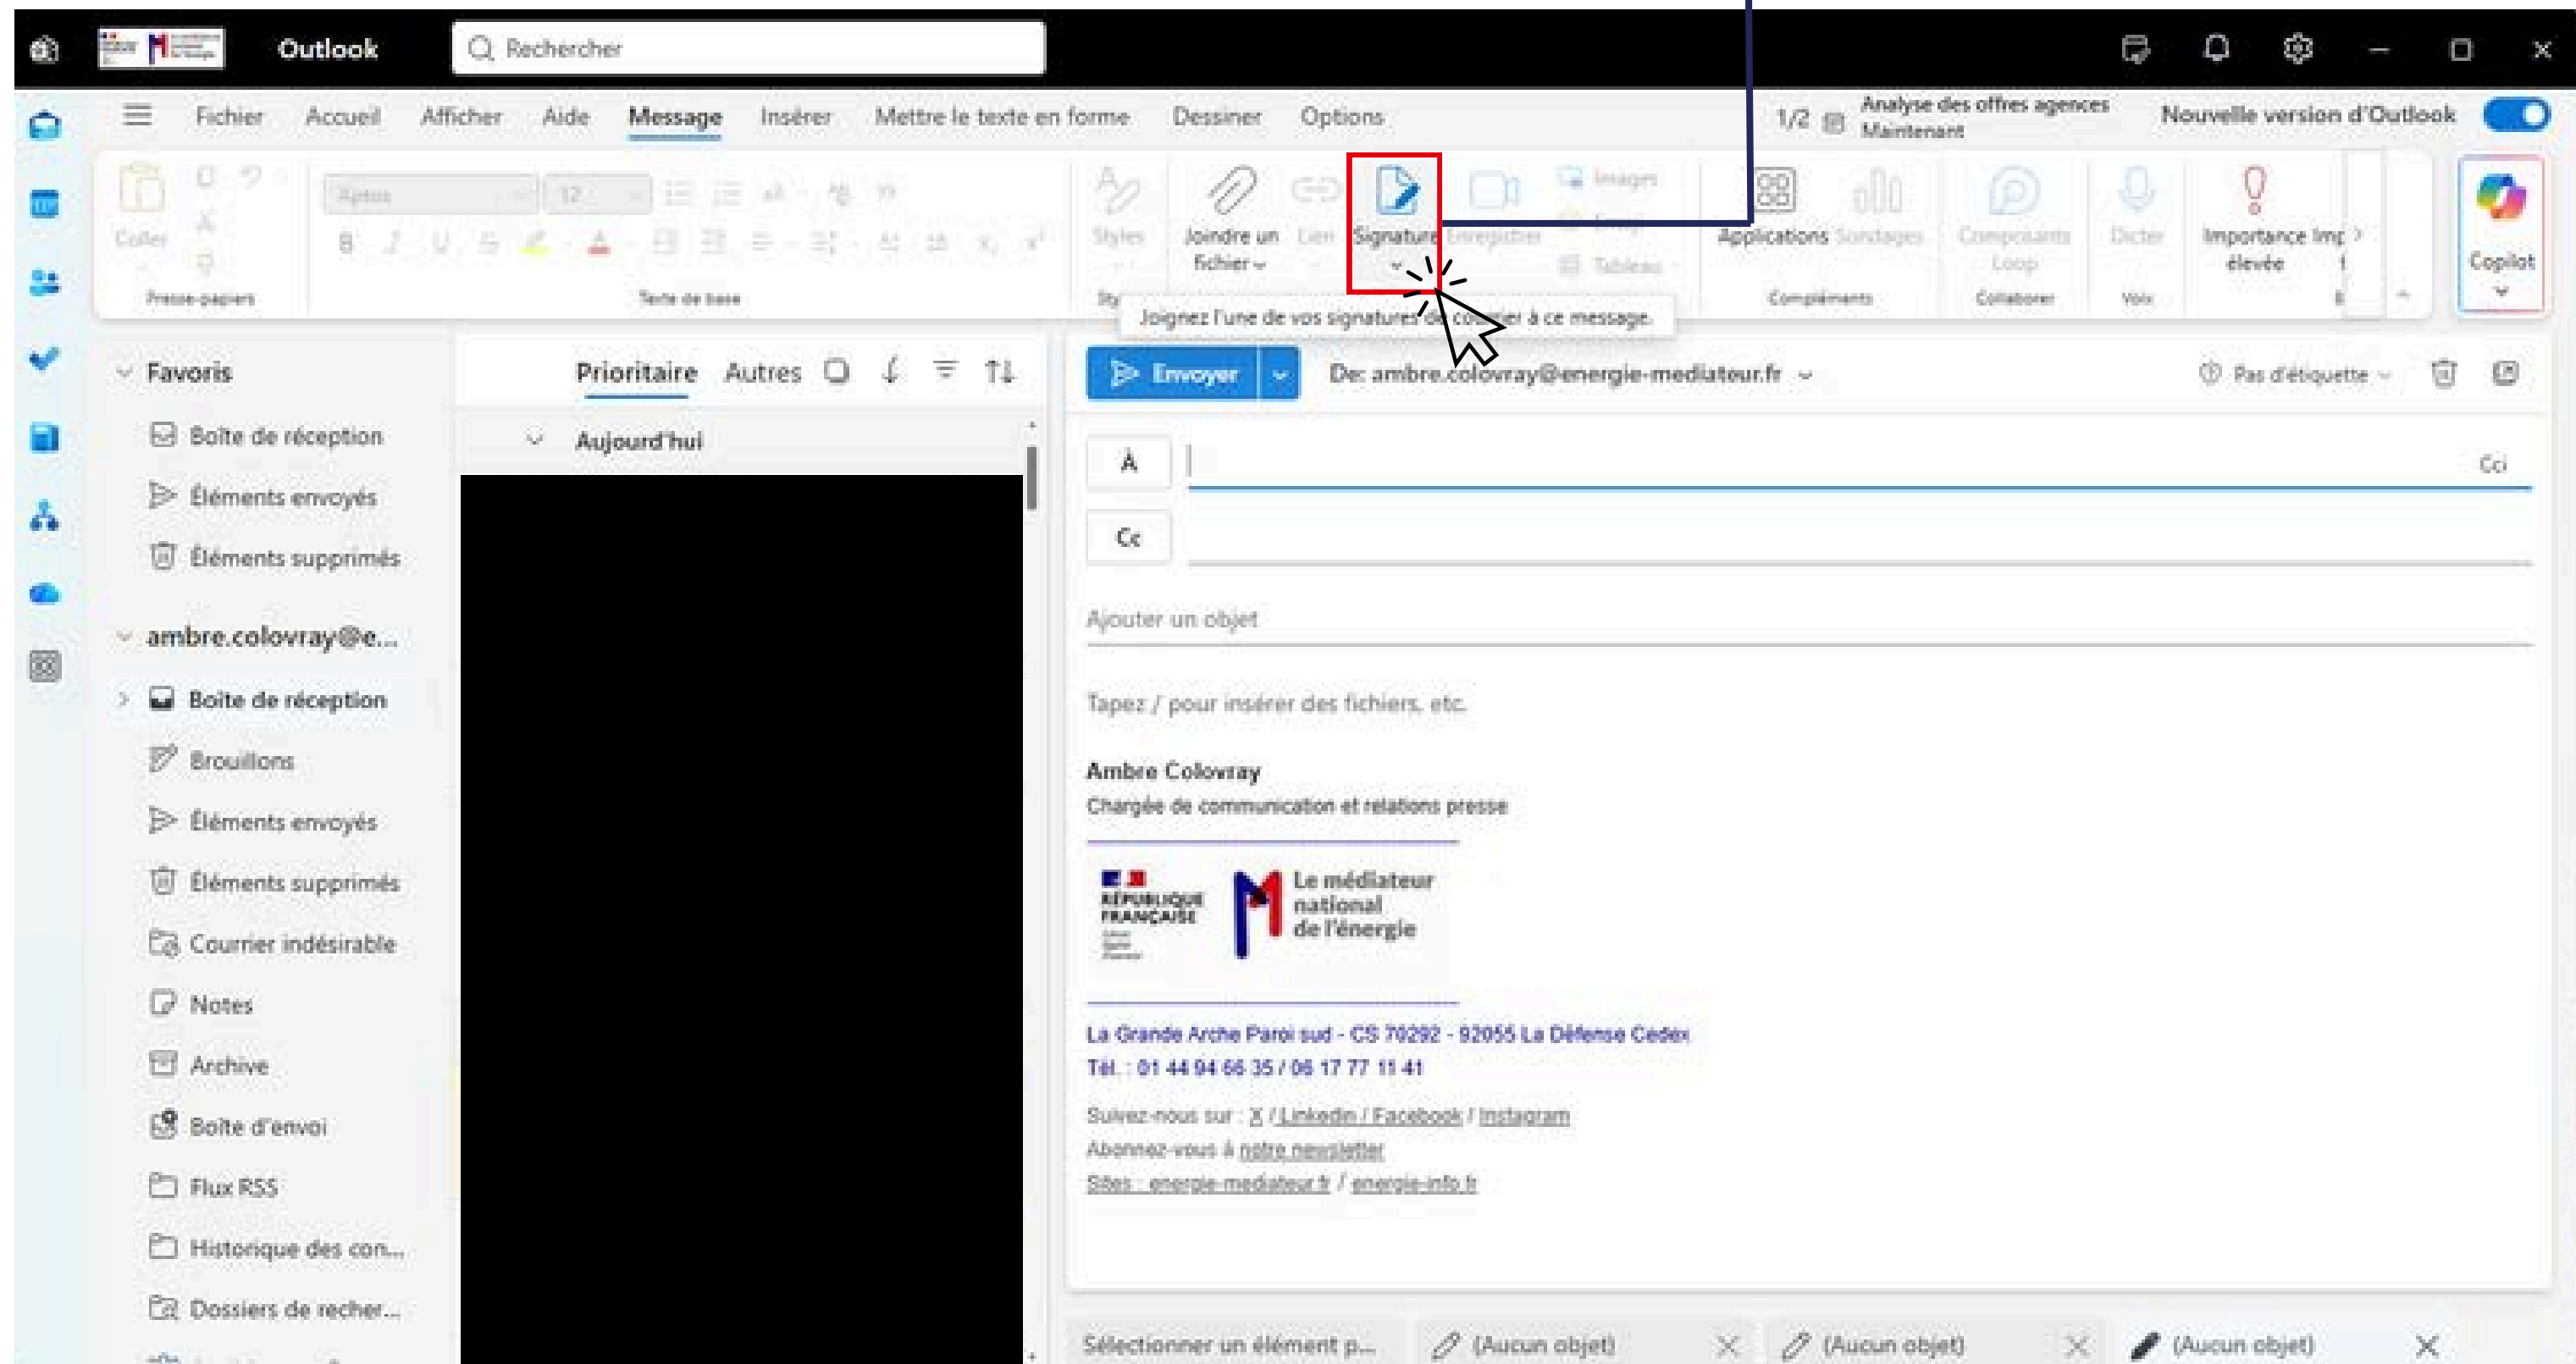 Outlook
Rechercher
Fichier Accueil Afficher Aide Message Insérer Mettre le texte en forme Dessiner Options
1/2 Analyse des offres agences
Maintenant
Nouvelle version d'Outlook
Coller
Presse-papiers
Aptos 12
Texte de base
Styles
Joindre un
fichier
Lien
Signature
Enregistrer
Images
Emoji
Tableau
Applications
Compléments
Sondages
Composants
Loop
Collaborer
Dicter
Voix
Importance
élevée
Imp
Copilot
Joignez l'une de vos signatures de courrier à ce message.
Favoris
Boîte de réception
Éléments envoyés
Éléments supprimés
ambre.colovray@e...
Boîte de réception
Brouillons
Éléments envoyés
Éléments supprimés
Courrier indésirable
Notes
Archive
Boîte d'envoi
Flux RSS
Historique des con...
Dossiers de recher...
Prioritaire Autres
Aujourd'hui
Envoyer
De: ambre.colovray@energie-mediateur.fr
Pas d'étiquette
À
Cci
Cc
Ajouter un objet
Tapez / pour insérer des fichiers, etc.
Ambre Colovray
Chargée de communication et relations presse
RÉPUBLIQUE
FRANÇAISE
Le médiateur
national
de l'énergie
La Grande Arche Paroi sud - CS 70292 - 92055 La Défense Cedex
Tél. : 01 44 94 66 35 / 06 17 77 11 41
Suivez-nous sur : X / Linkedin / Facebook / Instagram
Abonnez-vous à notre newsletter
Sites : energie-mediateur.fr / energie-info.fr
Sélectionner un élément p...
(Aucun objet)
(Aucun objet)
(Aucun objet)